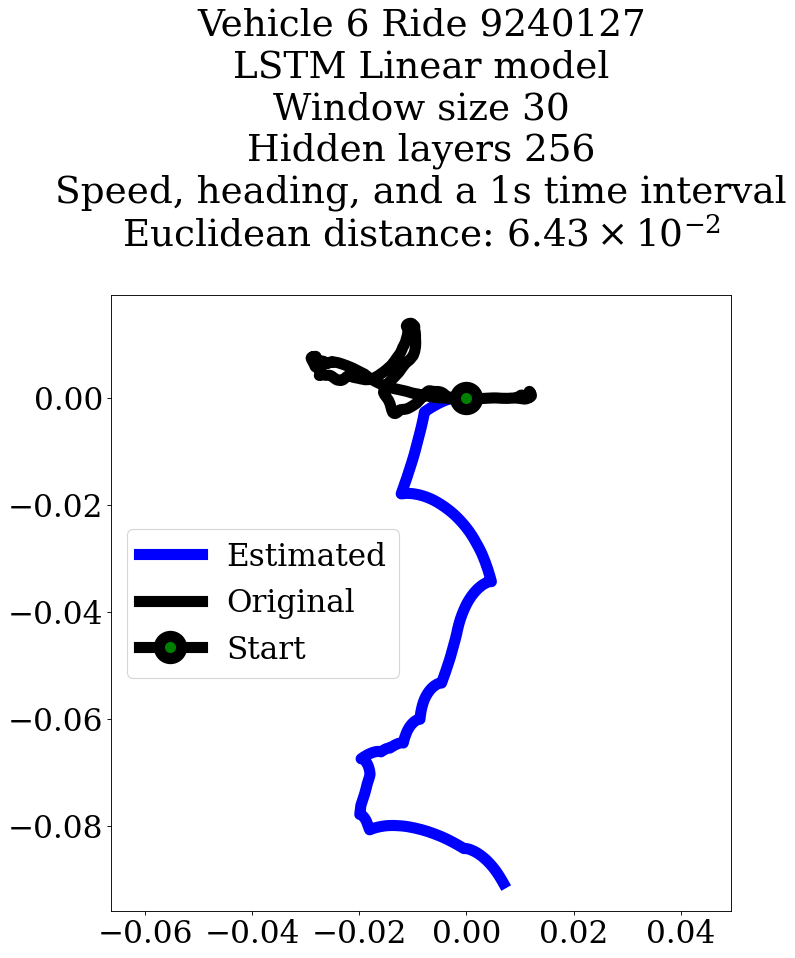 Vehicle 6 Ride 9240127
LSTM Linear model
Window size 30
Hidden layers 256
Speed, heading, and a 1s time interval
Euclidean distance: 6.43 × 10⁻²
0.00
−0.02
−0.04
−0.06
−0.08
Estimated
Original
Start
−0.06 −0.04 −0.02 0.00 0.02 0.04